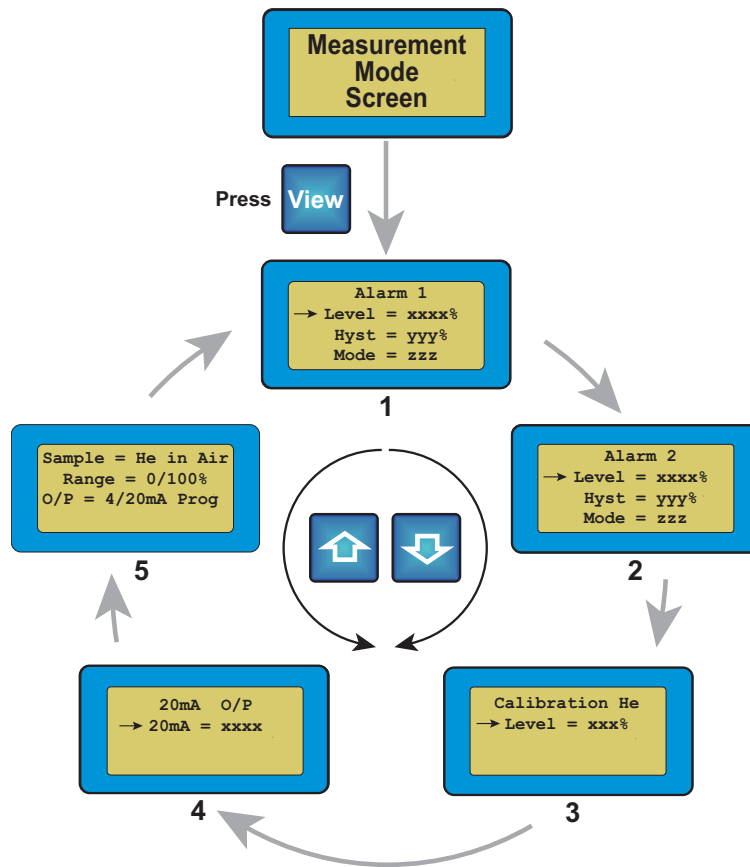 Measurement
Mode
Screen
Press View
Alarm 1
→ Level = xxxx%
Hyst = yyy%
Mode = zzz
1
Alarm 2
→ Level = xxxx%
Hyst = yyy%
Mode = zzz
2
Calibration He
→ Level = xxx%
3
20mA O/P
→ 20mA = xxxx
4
Sample = He in Air
Range = 0/100%
O/P = 4/20mA Prog
5